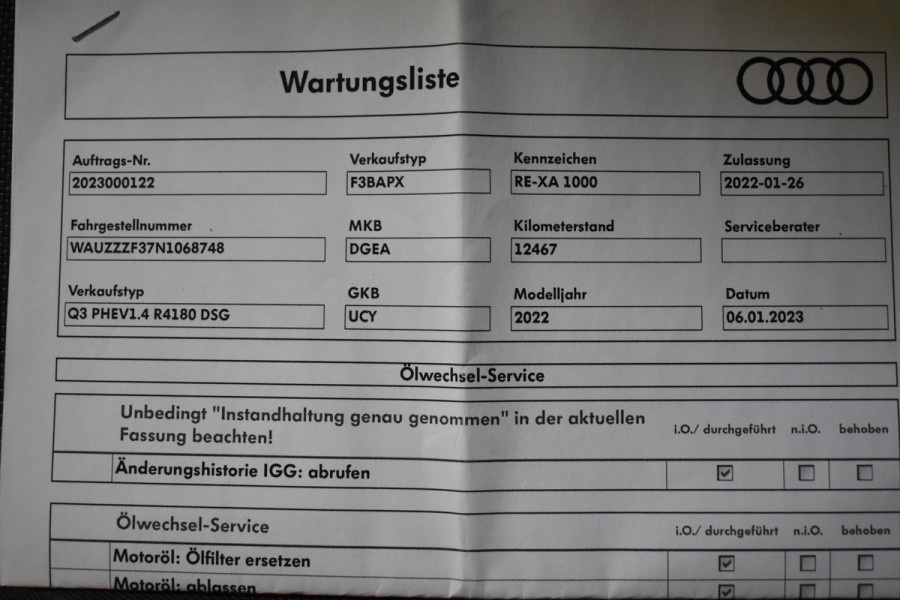 Wartungsliste
Auftrags-Nr. Verkaufstyp Kennzeichen Zulassung
2023000122 F3BAPX RE-XA 1000 2022-01-26
Fahrgestellnummer MKB Kilometerstand Serviceberater
WAUZZZF37N1068748 DGEA 12467
Verkaufstyp GKB Modelljahr Datum
Q3 PHEV1.4 R4180 DSG UCY 2022 06.01.2023
Ölwechsel-Service
Unbedingt "Instandhaltung genau genommen" in der aktuellen
Fassung beachten!
i.O./ durchgeführt n.i.O. behoben
Änderungshistorie IGG: abrufen
Ölwechsel-Service i.O./ durchgeführt n.i.O. behoben
Motoröl: Ölfilter ersetzen
Motoröl: ablassen